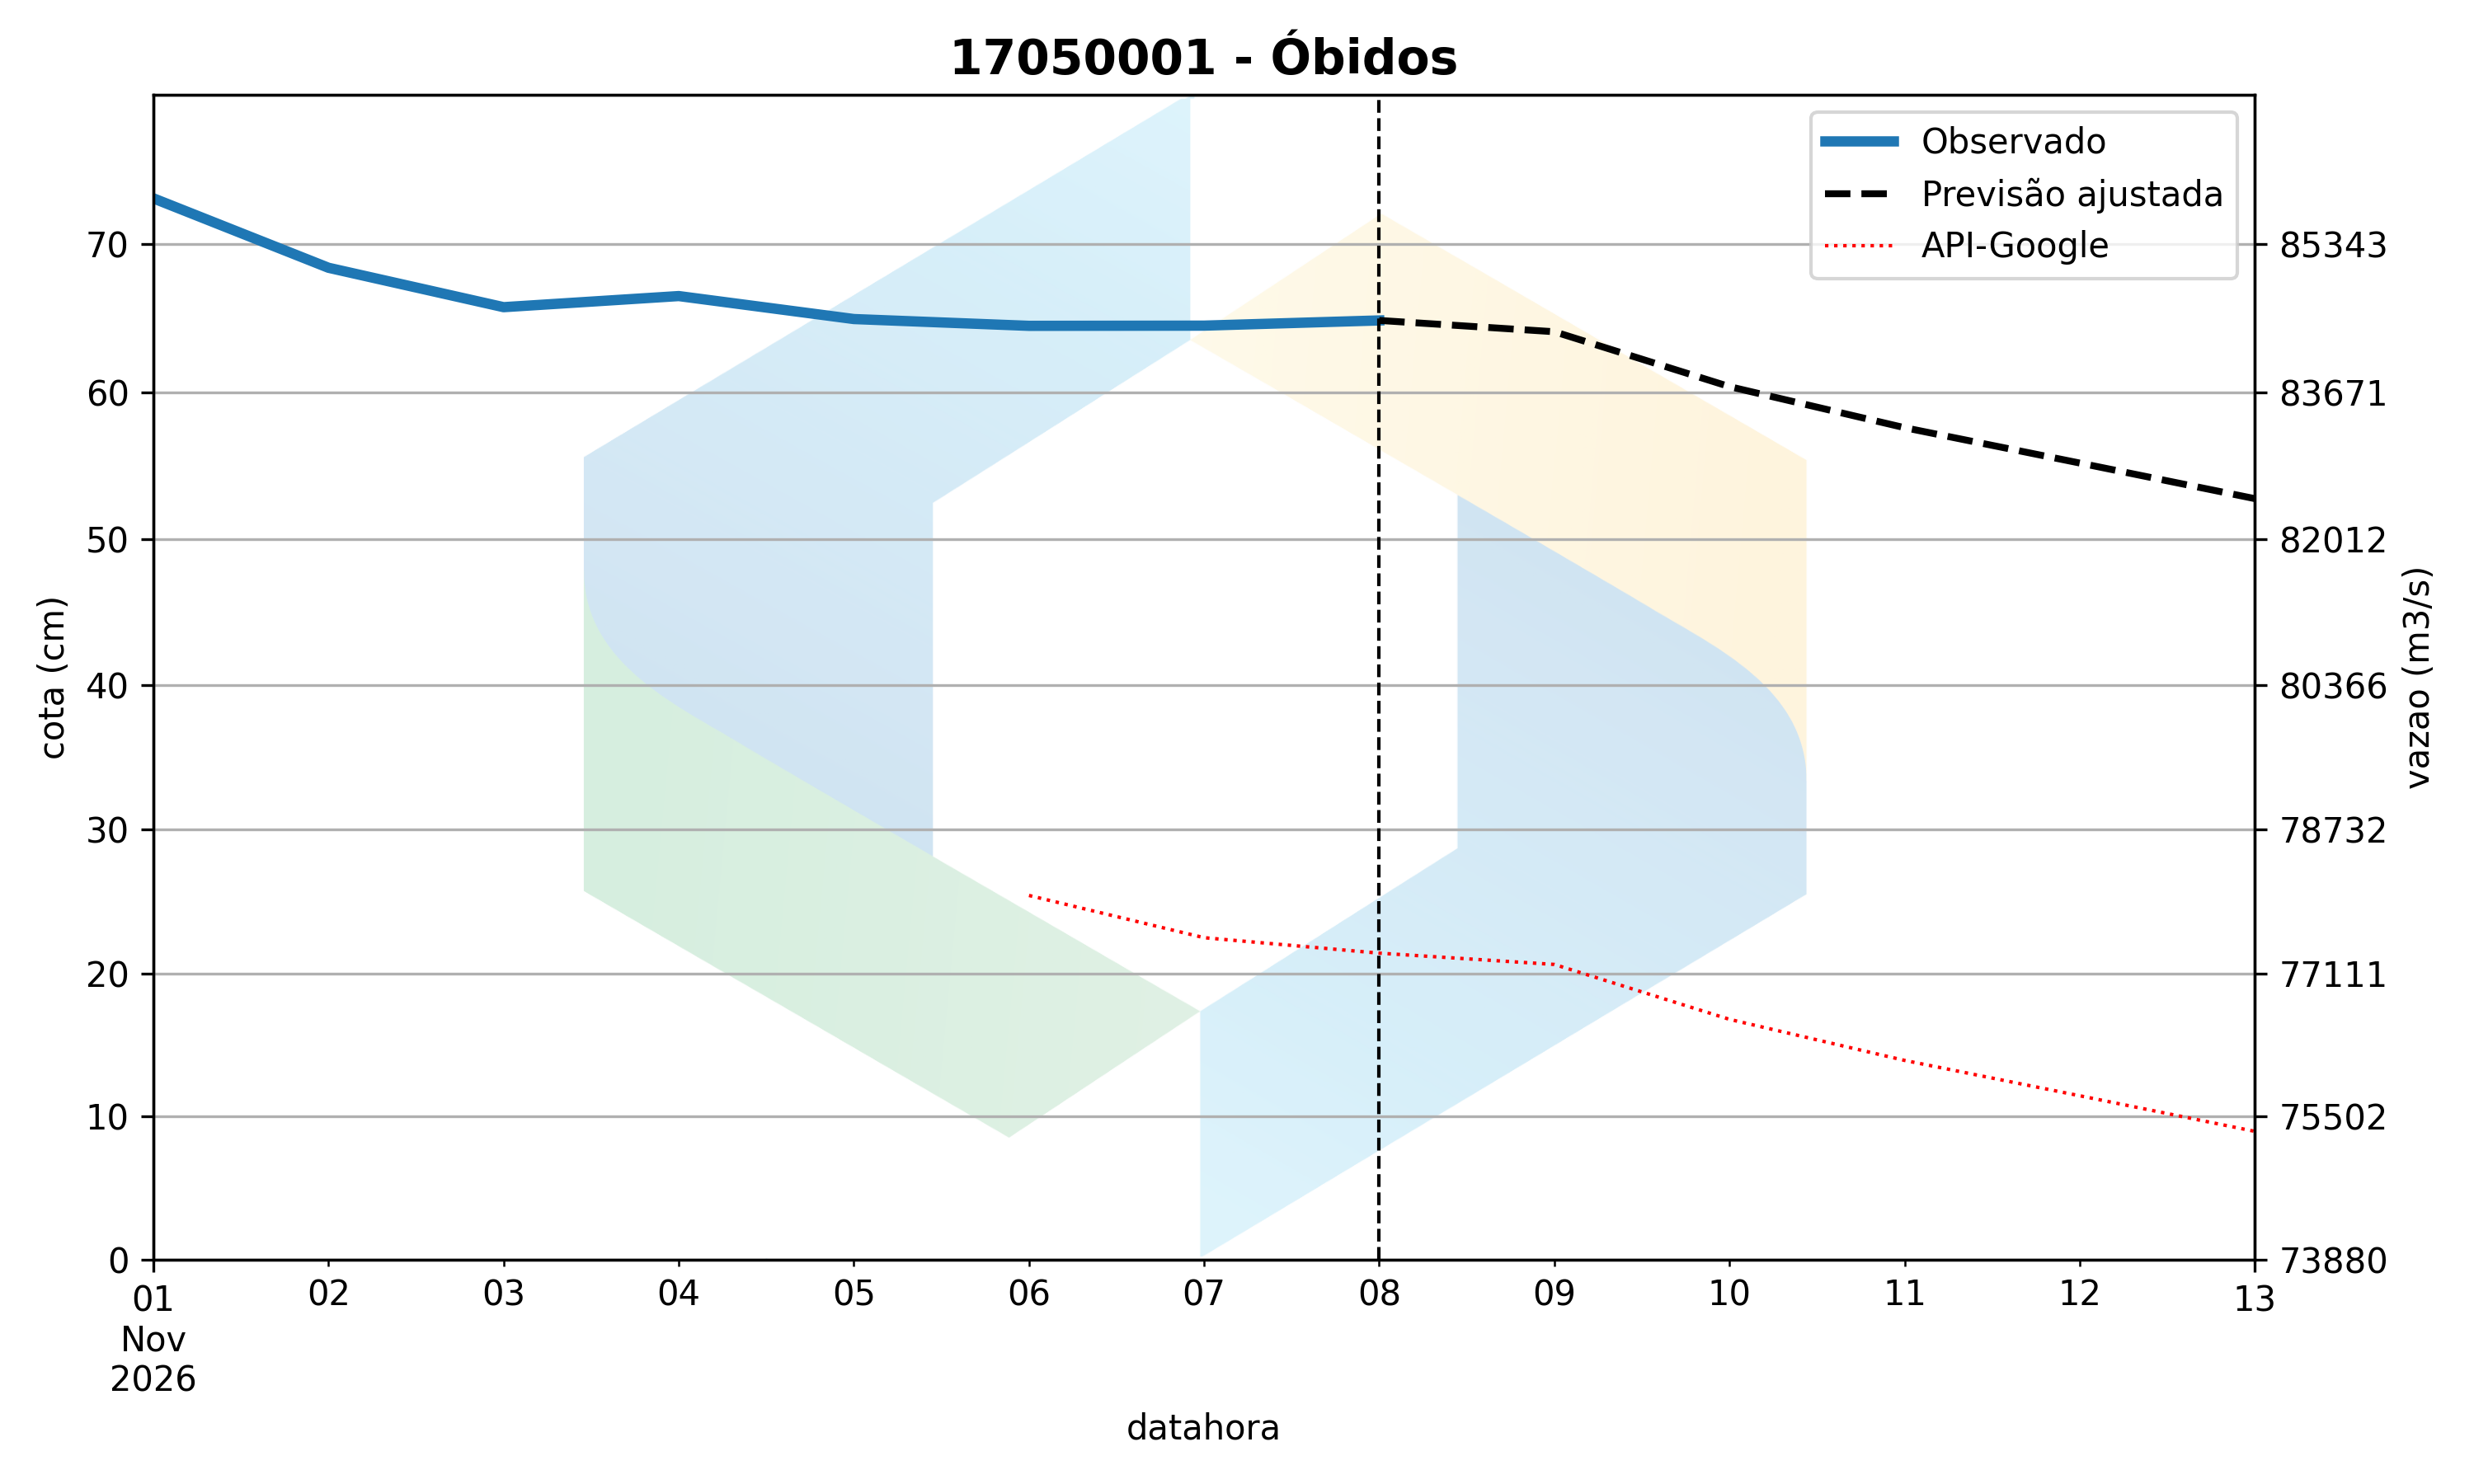 17050001 - Óbidos
Observado
Previsão ajustada
API-Google
70
60
50
40
30
20
10
0
cota (cm)
85343
83671
82012
80366
78732
77111
75502
73880
vazao (m3/s)
01 02 03 04 05 06 07 08 09 10 11 12 13
Nov
2026
datahora